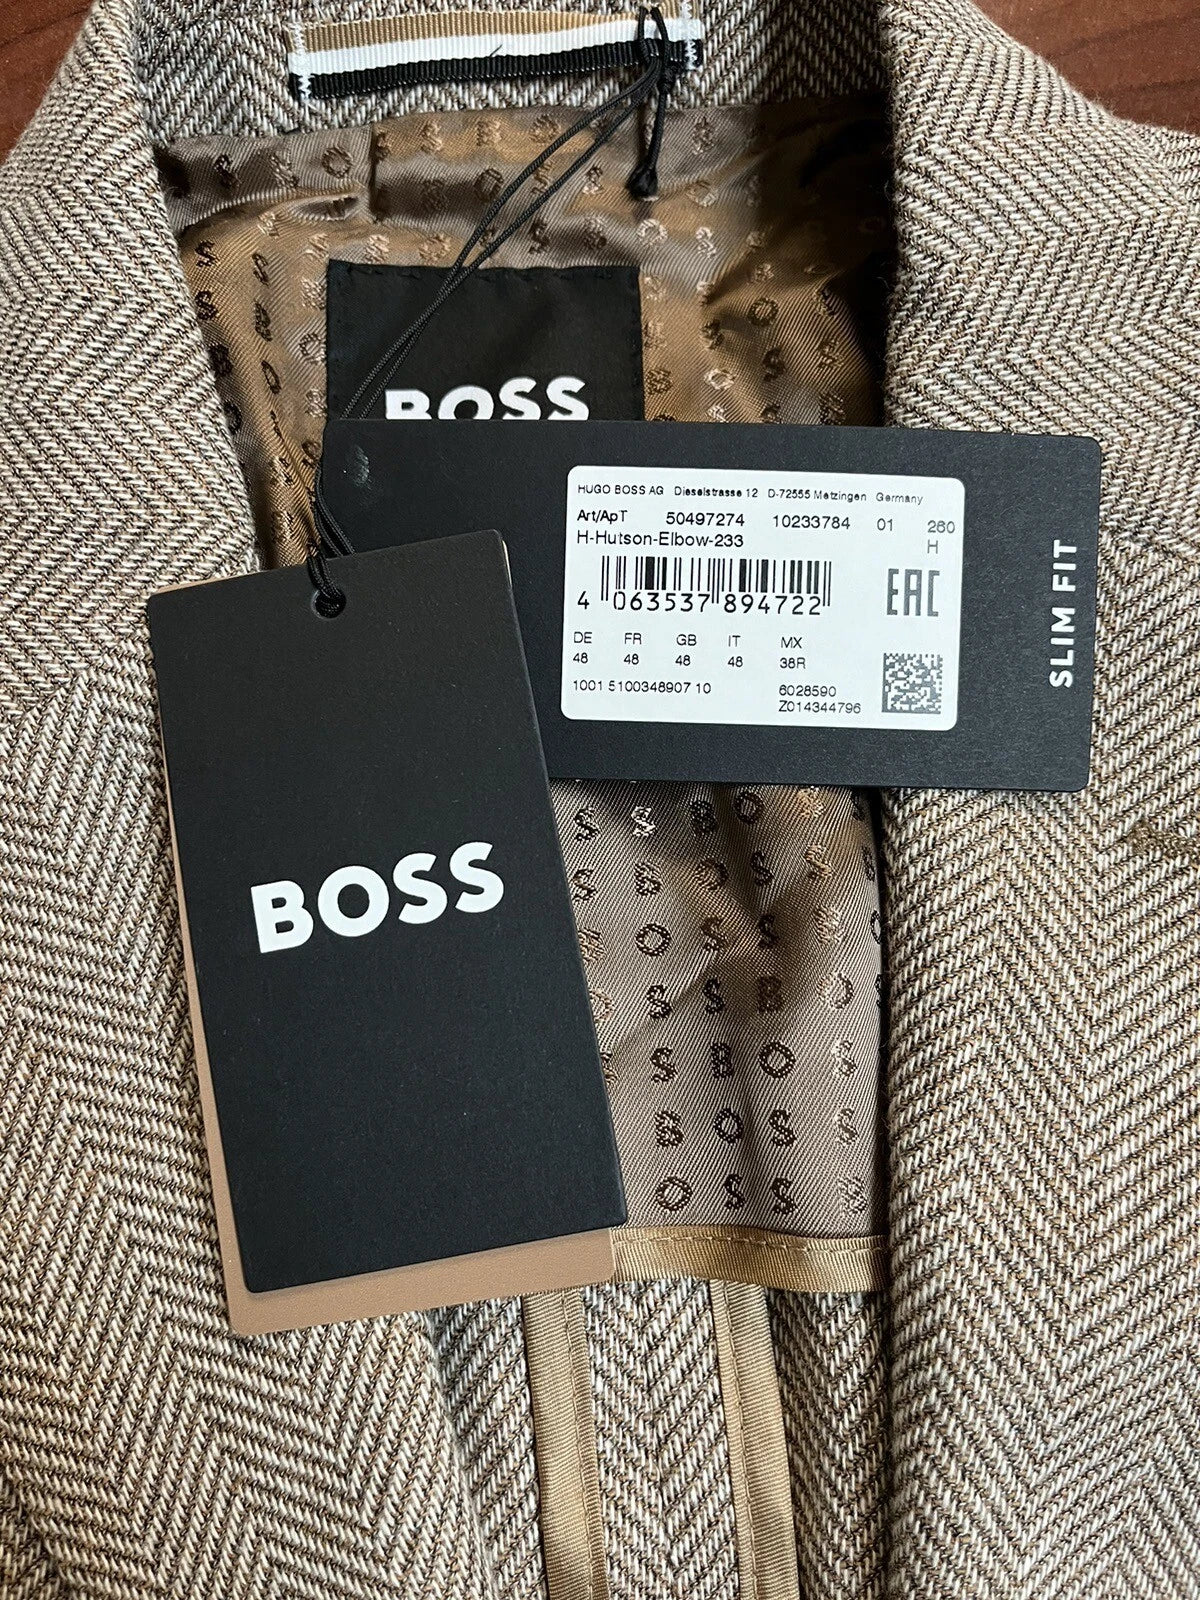 BOSS
HUGO BOSS AG Dieselstrasse 12 D-72555 Metzingen Germany
Art/ApT 50497274 10233784 01 260
H-Hutson-Elbow-233 H
4 063537 894722
EAC
DE FR GB IT MX
48 48 48 48 38R
1001 5100346907 10 6028590
Z014344796
SLIM FIT
BOSS